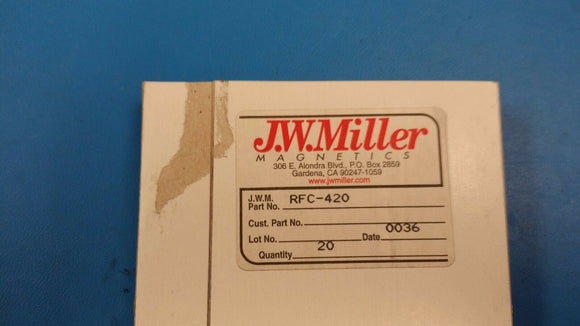 J.W.Miller
MAGNETICS
306 E. Alondra Blvd., P.O. Box 2859
Gardena, CA 90247-1059
www.jwmiller.com
J.W.M.
Part No. RFC-420
Cust. Part No.
Lot No. Date 0036
Quantity 20